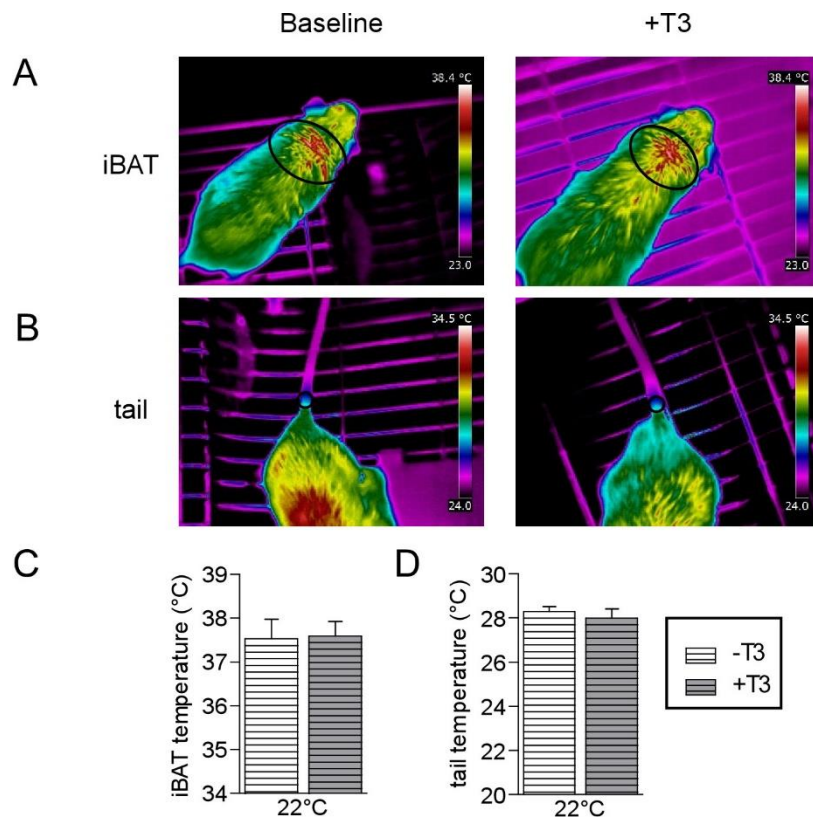 Baseline
+T3
A
38.4 °C
38.4 °C
iBAT
23.0
23.0
B
34.5 °C
34.5 °C
tail
24.0
24.0
C
D
iBAT temperature (°C)
39
38
37
36
35
34
22°C
tail temperature (°C)
30
28
26
24
22
20
22°C
-T3
+T3